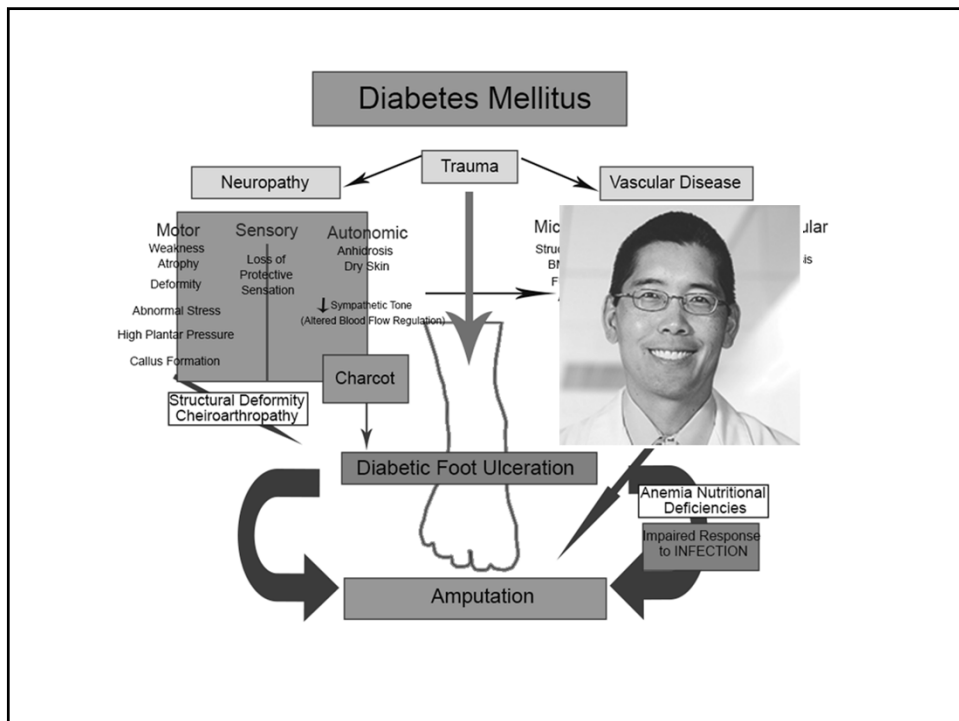 Diabetes Mellitus
Trauma
Neuropathy
Vascular Disease
Motor
Weakness
Atrophy
Deformity
Abnormal Stress
High Plantar Pressure
Callus Formation
Sensory
Loss of
Protective
Sensation
Autonomic
Anhidrosis
Dry Skin
Sympathetic Tone
(Altered Blood Flow Regulation)
Charcot
Structural Deformity
Cheiroarthropathy
Diabetic Foot Ulceration
Anemia Nutritional
Deficiencies
Impaired Response
to INFECTION
Amputation